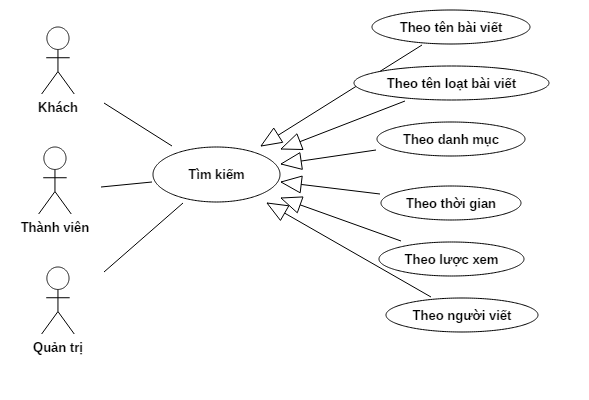 Khách
Thành viên
Quản trị
Tìm kiếm
Theo tên bài viết
Theo tên loạt bài viết
Theo danh mục
Theo thời gian
Theo lược xem
Theo người viết